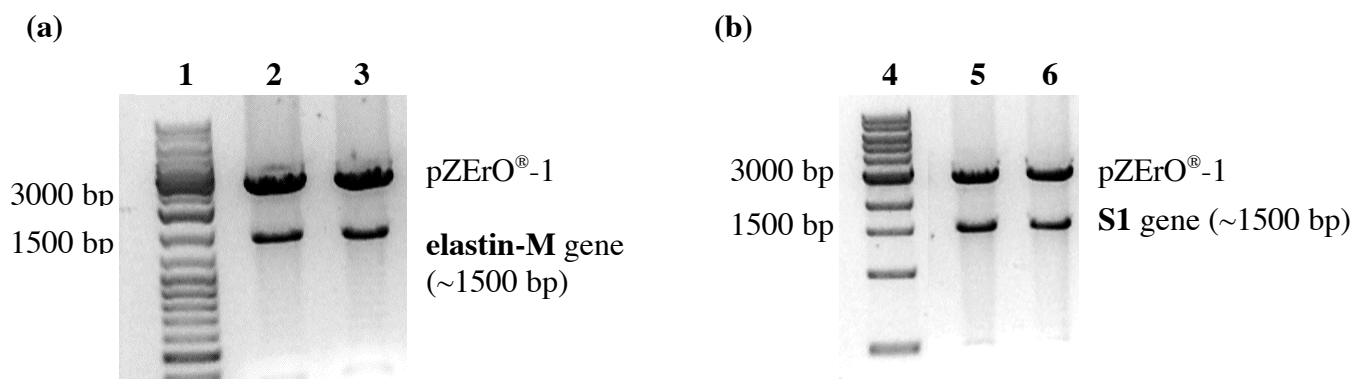 (a)
1 2 3
3000 bp
1500 bp
pZErO®-1
elastin-M gene
(~1500 bp)
(b)
4 5 6
3000 bp
1500 bp
pZErO®-1
S1 gene (~1500 bp)